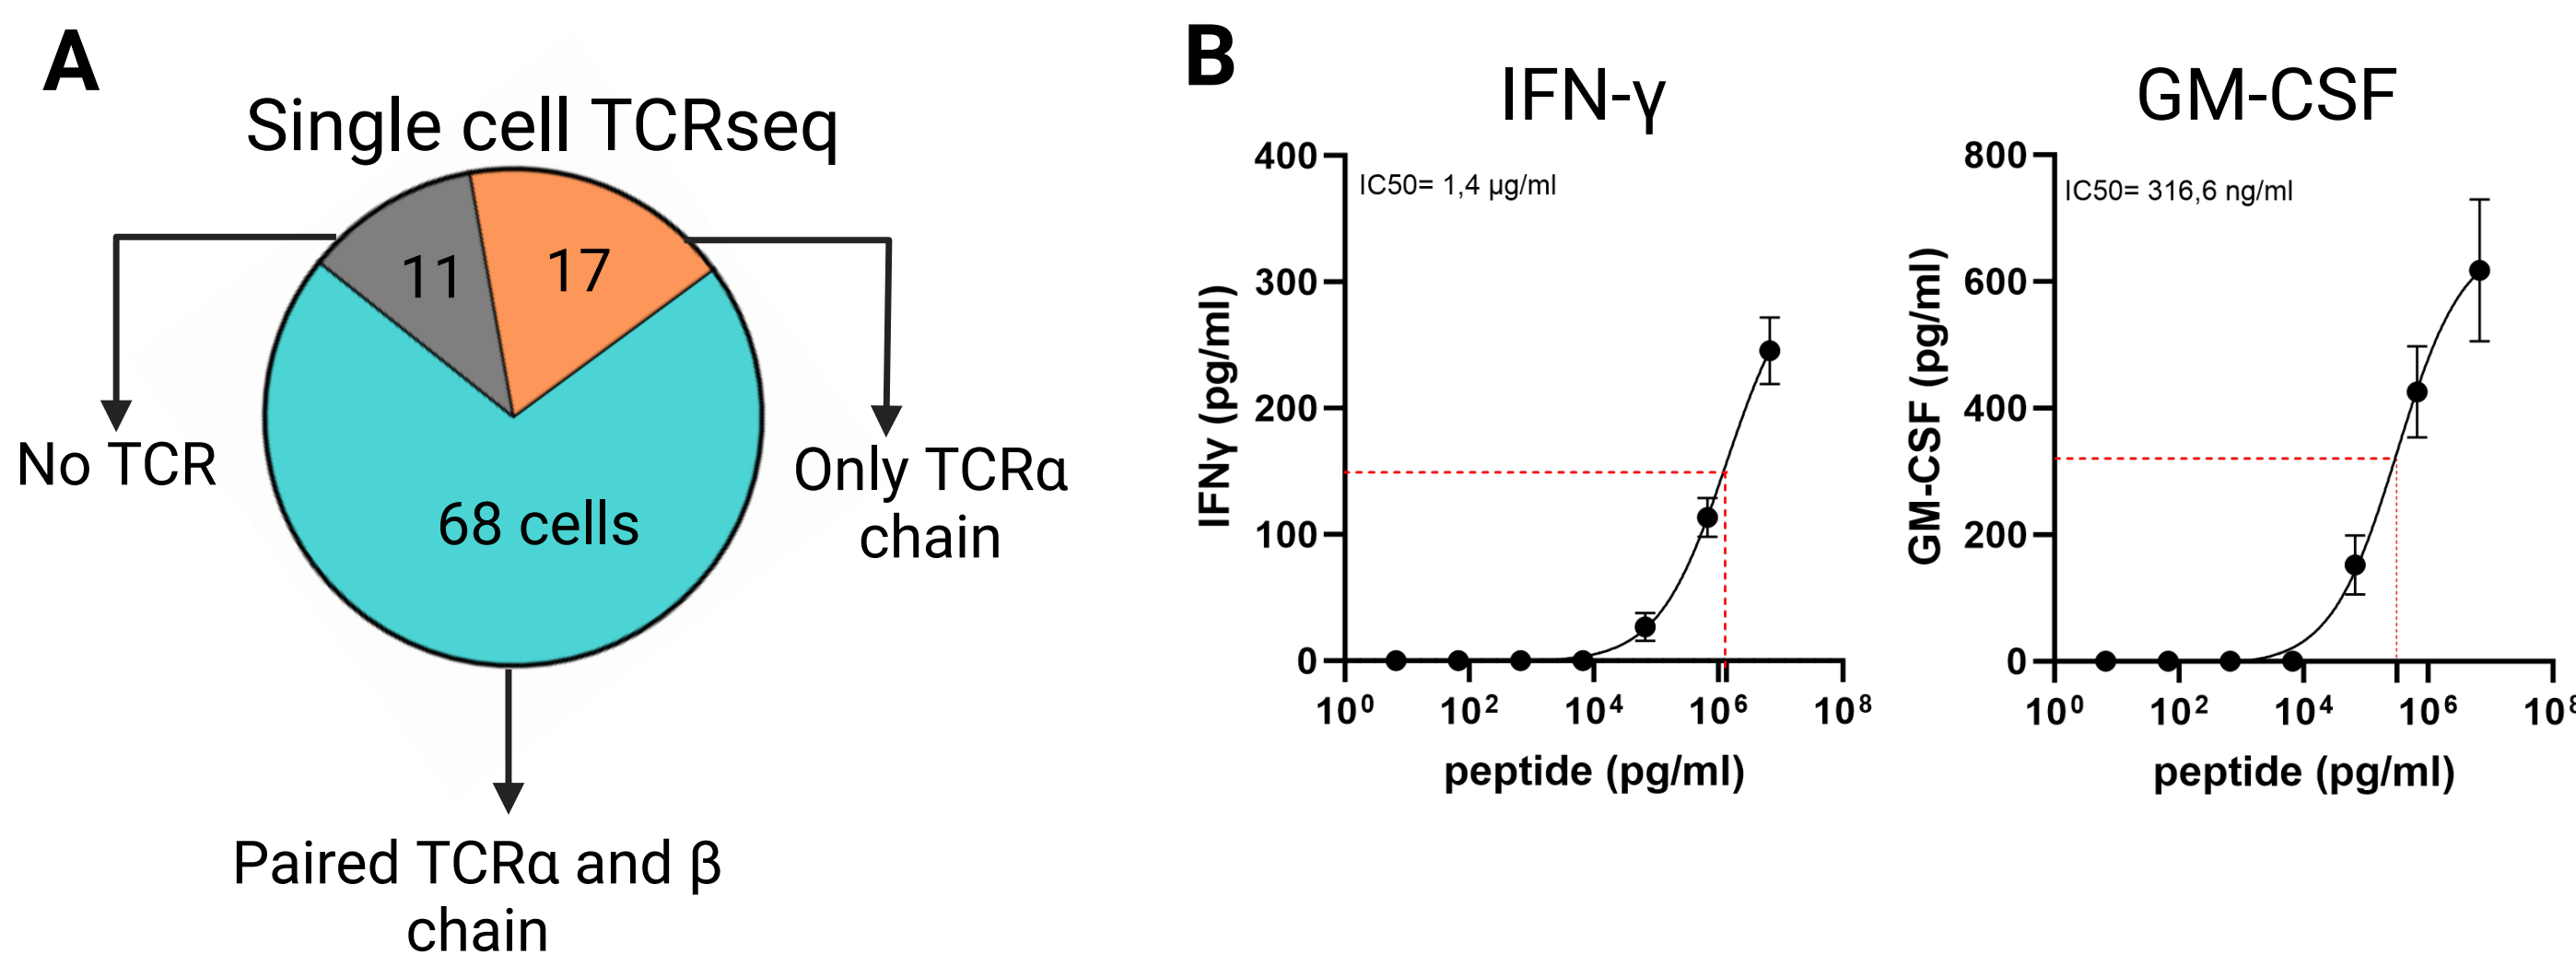 A
Single cell TCRseq
11
17
68 cells
No TCR
Only TCRα
chain
Paired TCRα and β
chain
B
IFN-γ
IC50= 1,4 µg/ml
IFNγ (pg/ml)
400
300
200
100
0
10⁰ 10² 10⁴ 10⁶ 10⁸
peptide (pg/ml)
GM-CSF
IC50= 316,6 ng/ml
GM-CSF (pg/ml)
800
600
400
200
0
10⁰ 10² 10⁴ 10⁶ 10⁸
peptide (pg/ml)